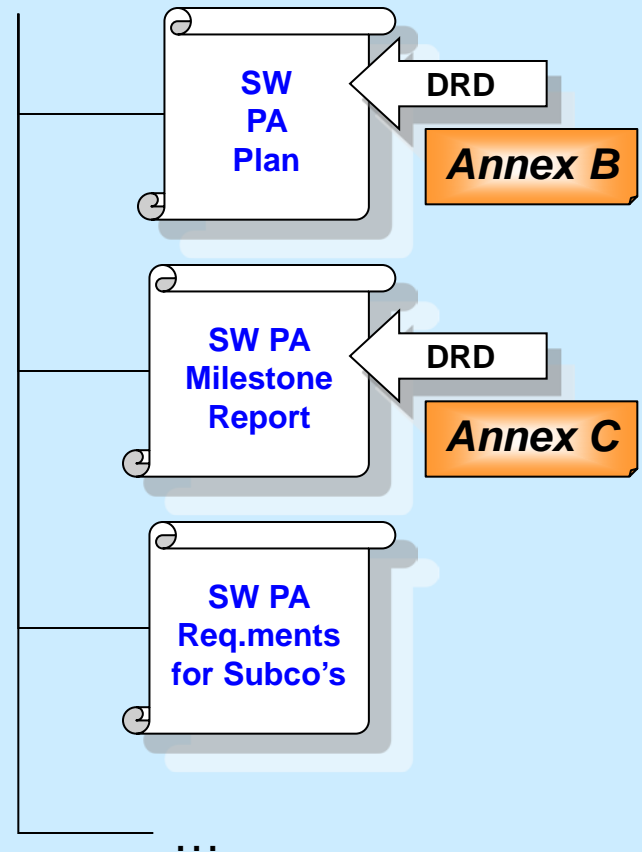 SW
PA
Plan
DRD
Annex B
SW PA
Milestone
Report
DRD
Annex C
SW PA
Req.ments
for Subco’s
...